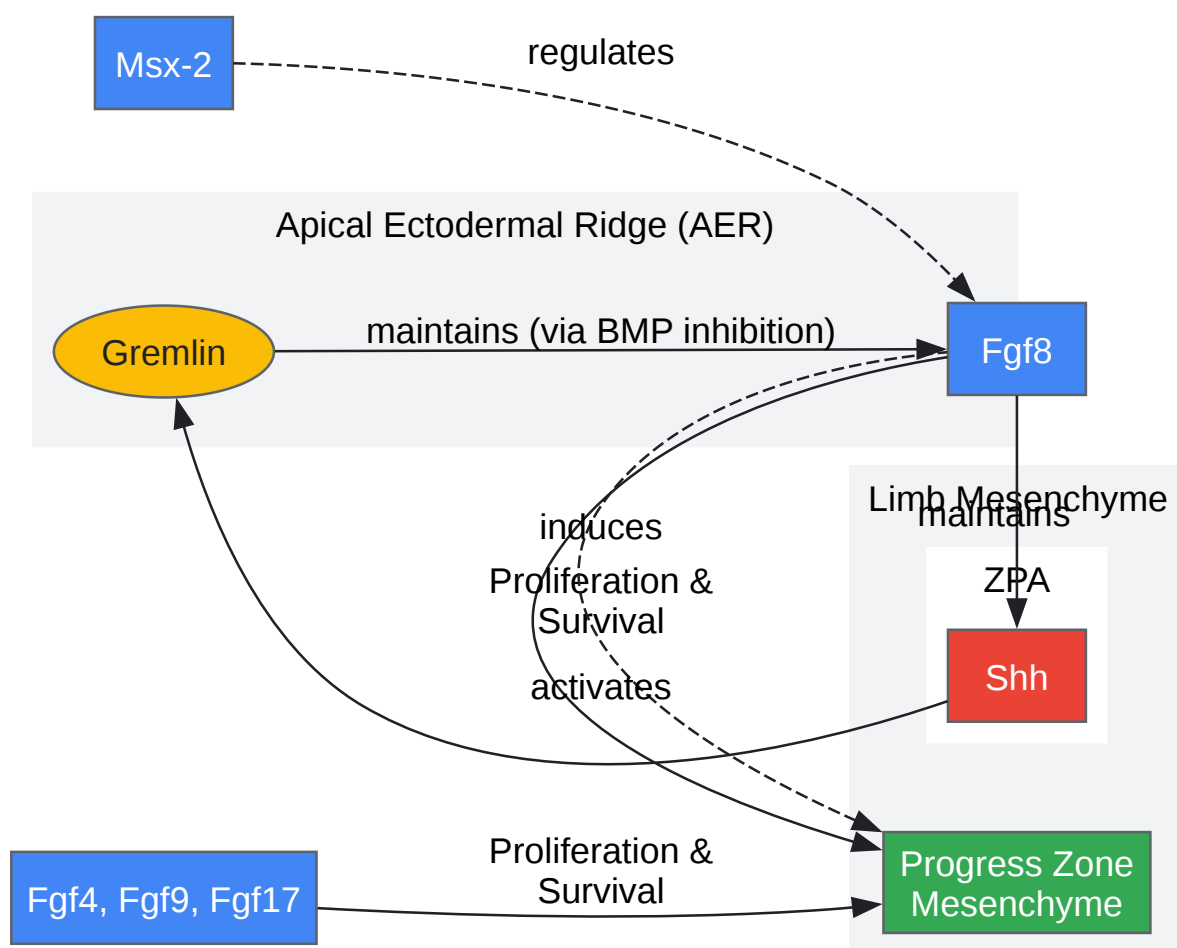 Msx-2
regulates
Apical Ectodermal Ridge (AER)
Gremlin
maintains (via BMP inhibition)
Fgf8
Limb Mesenchyme
maintains
induces
Proliferation &
Survival
ZPA
activates
Shh
Proliferation &
Survival
Fgf4, Fgf9, Fgf17
Progress Zone
Mesenchyme